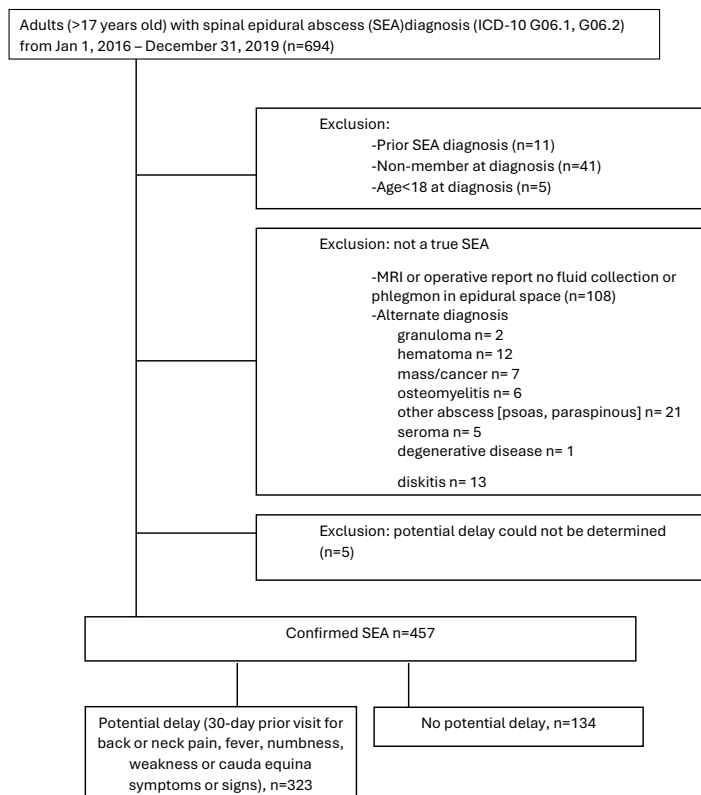 Adults (>17 years old) with spinal epidural abscess (SEA)diagnosis (ICD-10 G06.1, G06.2)
from Jan 1, 2016 – December 31, 2019 (n=694)
Exclusion:
-Prior SEA diagnosis (n=11)
-Non-member at diagnosis (n=41)
-Age<18 at diagnosis (n=5)
Exclusion: not a true SEA
-MRI or operative report no fluid collection or
phlegmon in epidural space (n=108)
-Alternate diagnosis
granuloma n= 2
hematoma n= 12
mass/cancer n= 7
osteomyelitis n= 6
other abscess [psoas, paraspinous] n= 21
seroma n= 5
degenerative disease n= 1
diskitis n= 13
Exclusion: potential delay could not be determined
(n=5)
Confirmed SEA n=457
Potential delay (30-day prior visit for
back or neck pain, fever, numbness,
weakness or cauda equina
symptoms or signs), n=323
No potential delay, n=134